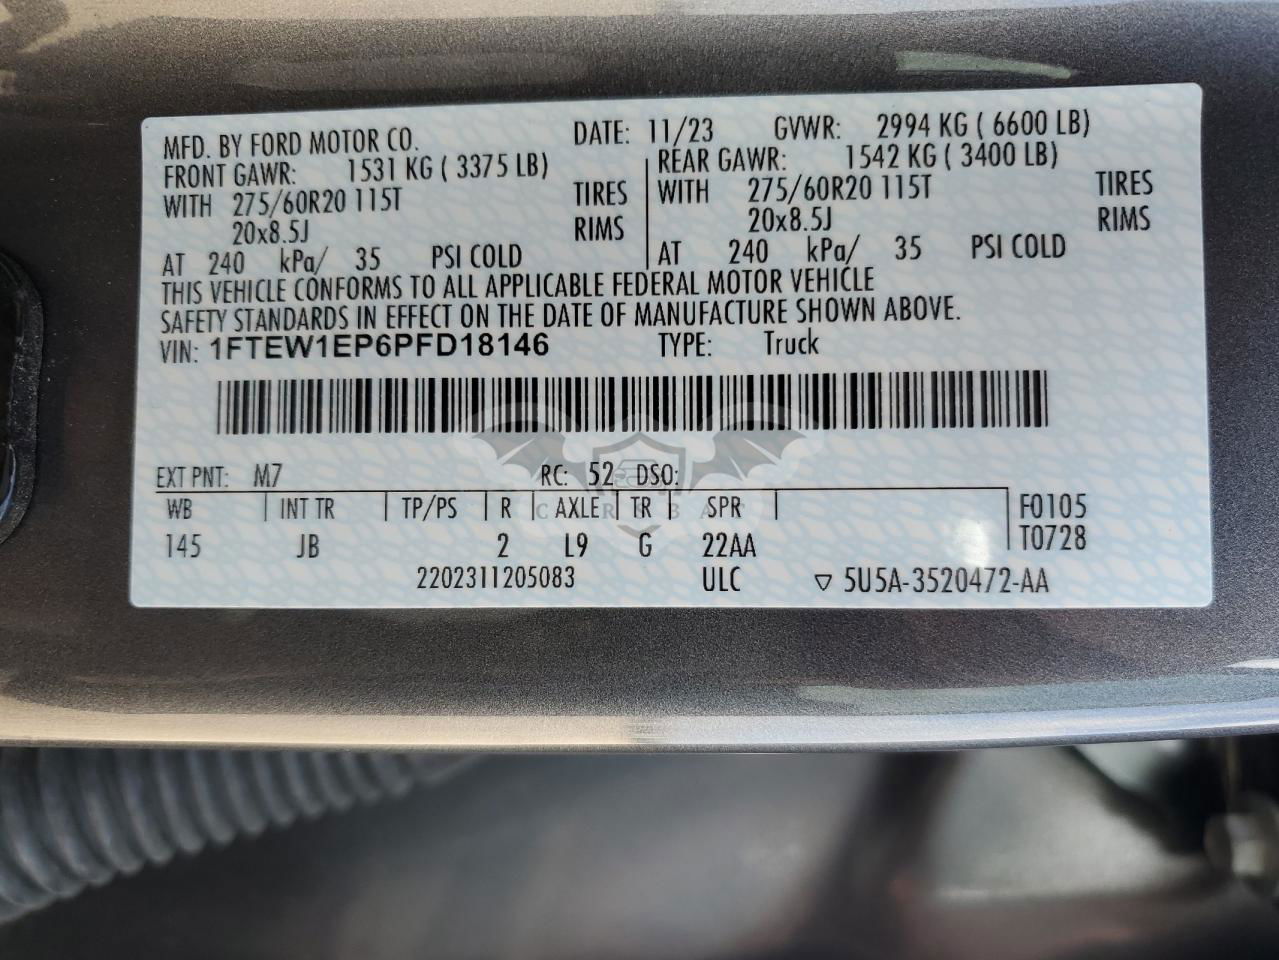 MFD. BY FORD MOTOR CO. DATE: 11/23 GVWR: 2994 KG ( 6600 LB)
FRONT GAWR: 1531 KG ( 3375 LB) REAR GAWR: 1542 KG ( 3400 LB)
WITH 275/60R20 115T TIRES WITH 275/60R20 115T TIRES
20x8.5J RIMS 20x8.5J RIMS
AT 240 kPa/ 35 PSI COLD AT 240 kPa/ 35 PSI COLD
THIS VEHICLE CONFORMS TO ALL APPLICABLE FEDERAL MOTOR VEHICLE
SAFETY STANDARDS IN EFFECT ON THE DATE OF MANUFACTURE SHOWN ABOVE.
VIN: 1FTEW1EP6PFD18146 TYPE: Truck
EXT PNT: M7 RC: 52 DSO:
WB INT TR TP/PS R AXLE TR SPR F0105
CARSBAT
145 JB 2 L9 G 22AA T0728
2202311205083 ULC ▽ 5U5A-3520472-AA